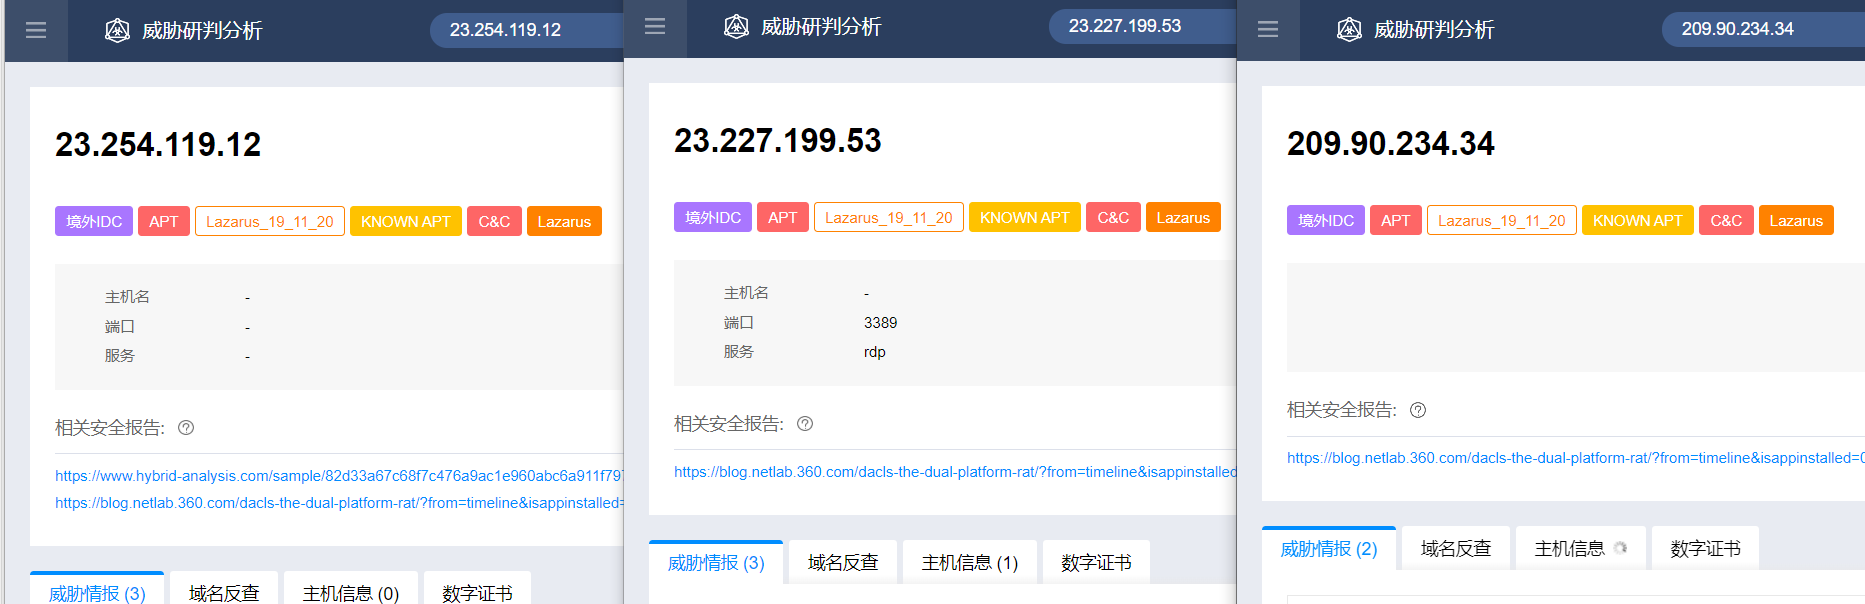 威胁研判分析
23.254.119.12
23.254.119.12
境外IDC APT Lazarus_19_11_20 KNOWN APT C&C Lazarus
主机名 -
端口 -
服务 -
相关安全报告:
https://www.hybrid-analysis.com/sample/82d33a67c68f7c476a9ac1e960abc6a911f797
https://blog.netlab.360.com/dacls-the-dual-platform-rat/?from=timeline&isappinstalled=
威胁情报 (3) 域名反查 主机信息 (0) 数字证书
威胁研判分析
23.227.199.53
23.227.199.53
境外IDC APT Lazarus_19_11_20 KNOWN APT C&C Lazarus
主机名 -
端口 3389
服务 rdp
相关安全报告:
https://blog.netlab.360.com/dacls-the-dual-platform-rat/?from=timeline&isappinstalled
威胁情报 (3) 域名反查 主机信息 (1) 数字证书
威胁研判分析
209.90.234.34
209.90.234.34
境外IDC APT Lazarus_19_11_20 KNOWN APT C&C Lazarus
相关安全报告:
https://blog.netlab.360.com/dacls-the-dual-platform-rat/?from=timeline&isappinstalled=
威胁情报 (2) 域名反查 主机信息 数字证书